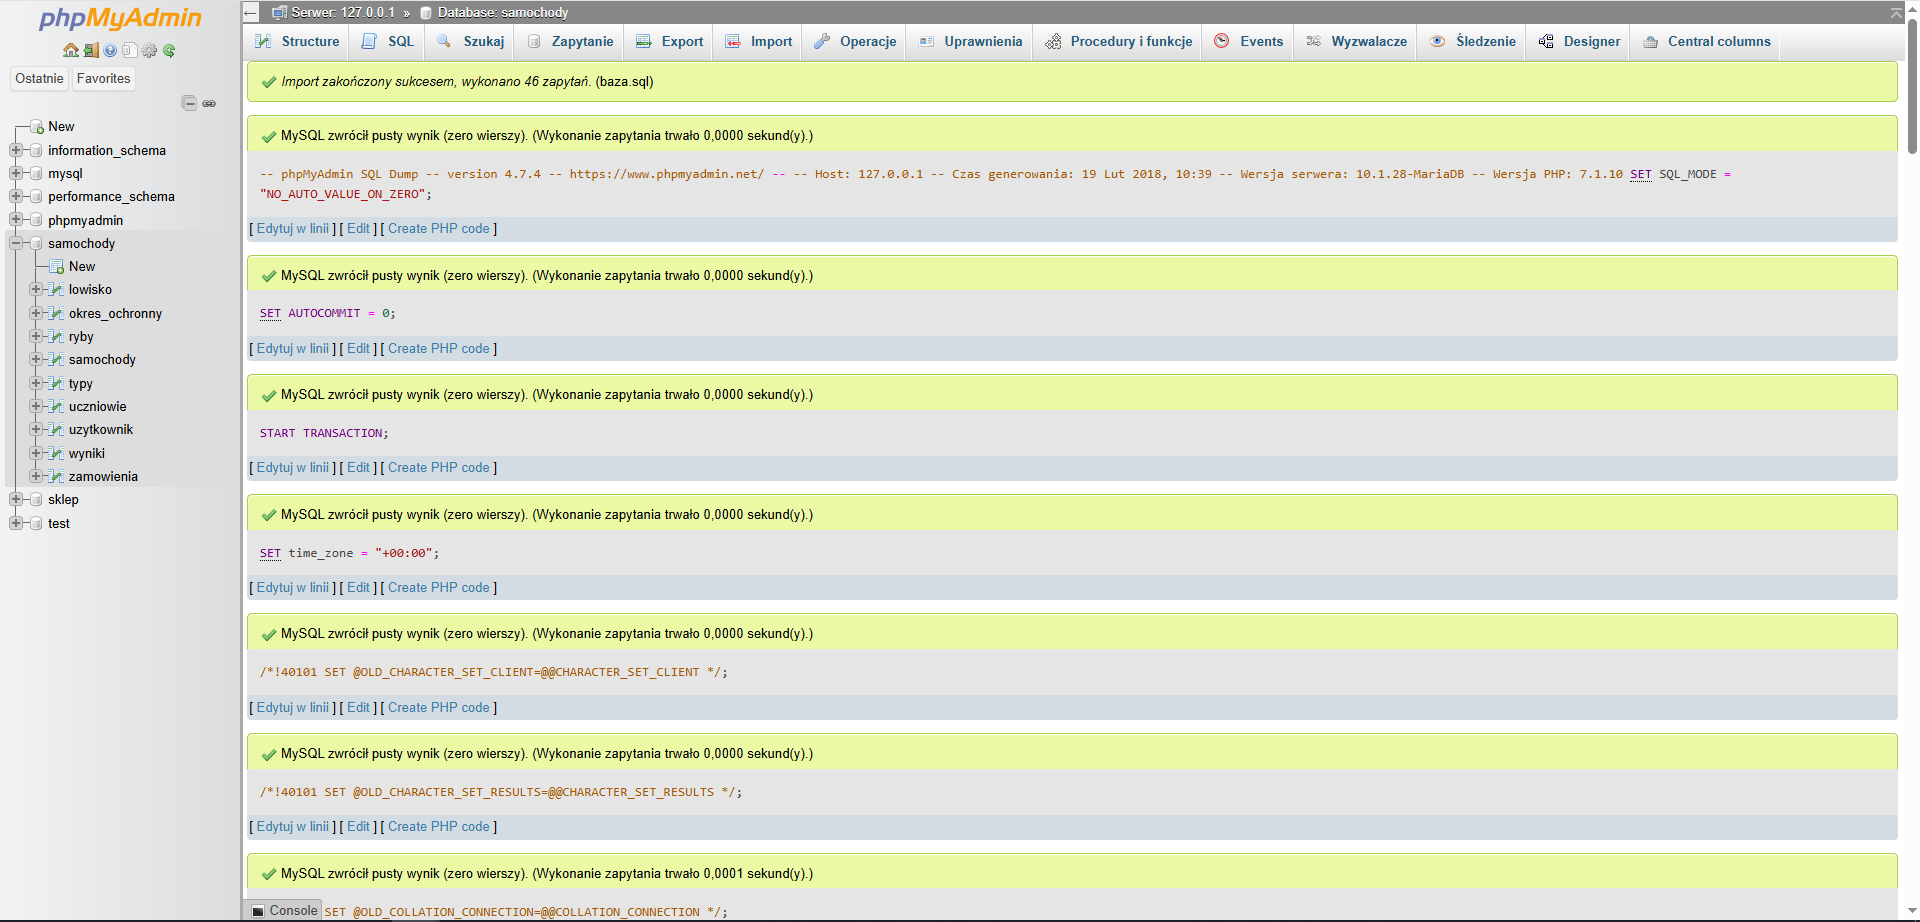 phpMyAdmin
Ostatnie Favorites
New
information_schema
mysql
performance_schema
phpmyadmin
samochody
New
lowisko
okres_ochronny
ryby
samochody
typy
uczniowie
uzytkownik
wyniki
zamowienia
sklep
test
Serwer: 127.0.0.1 » Database: samochody
Structure SQL Szukaj Zapytanie Export Import Operacje Uprawnienia Procedury i funkcje Events Wyzwalacze Śledzenie Designer Central columns
Import zakończony sukcesem, wykonano 46 zapytań. (baza.sql)
MySQL zwrócił pusty wynik (zero wierszy). (Wykonanie zapytania trwało 0,0000 sekund(y).)
-- phpMyAdmin SQL Dump -- version 4.7.4 -- https://www.phpmyadmin.net/ -- -- Host: 127.0.0.1 -- Czas generowania: 19 Lut 2018, 10:39 -- Wersja serwera: 10.1.28-MariaDB -- Wersja PHP: 7.1.10 SET SQL_MODE =
"NO_AUTO_VALUE_ON_ZERO";
[ Edytuj w linii ] [ Edit ] [ Create PHP code ]
MySQL zwrócił pusty wynik (zero wierszy). (Wykonanie zapytania trwało 0,0000 sekund(y).)
SET AUTOCOMMIT = 0;
[ Edytuj w linii ] [ Edit ] [ Create PHP code ]
MySQL zwrócił pusty wynik (zero wierszy). (Wykonanie zapytania trwało 0,0000 sekund(y).)
START TRANSACTION;
[ Edytuj w linii ] [ Edit ] [ Create PHP code ]
MySQL zwrócił pusty wynik (zero wierszy). (Wykonanie zapytania trwało 0,0000 sekund(y).)
SET time_zone = "+00:00";
[ Edytuj w linii ] [ Edit ] [ Create PHP code ]
MySQL zwrócił pusty wynik (zero wierszy). (Wykonanie zapytania trwało 0,0000 sekund(y).)
/*!40101 SET @OLD_CHARACTER_SET_CLIENT=@@CHARACTER_SET_CLIENT */;
[ Edytuj w linii ] [ Edit ] [ Create PHP code ]
MySQL zwrócił pusty wynik (zero wierszy). (Wykonanie zapytania trwało 0,0000 sekund(y).)
/*!40101 SET @OLD_CHARACTER_SET_RESULTS=@@CHARACTER_SET_RESULTS */;
[ Edytuj w linii ] [ Edit ] [ Create PHP code ]
MySQL zwrócił pusty wynik (zero wierszy). (Wykonanie zapytania trwało 0,0001 sekund(y).)
Console SET @OLD_COLLATION_CONNECTION=@@COLLATION_CONNECTION */;